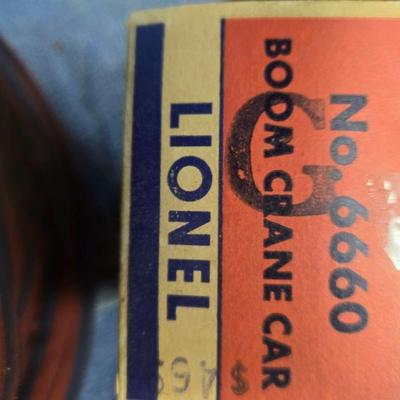 No. 6660
BOOM CRANE CAR
G
LIONEL